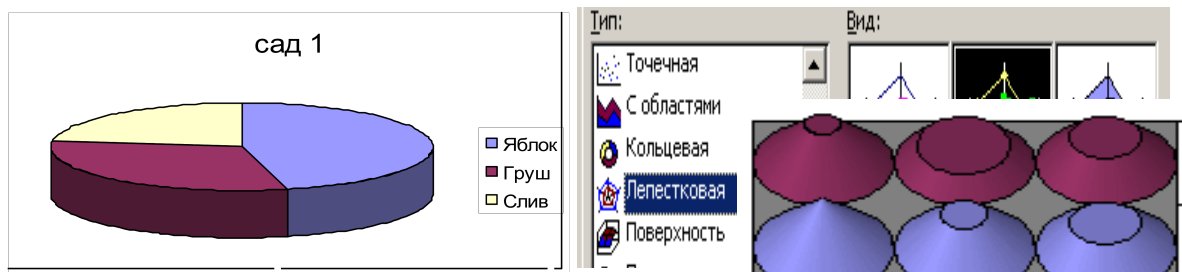 сад 1
Яблок
Груш
Слив
Тип:
Вид:
Точечная
С областями
Кольцевая
Лепестковая
Поверхность